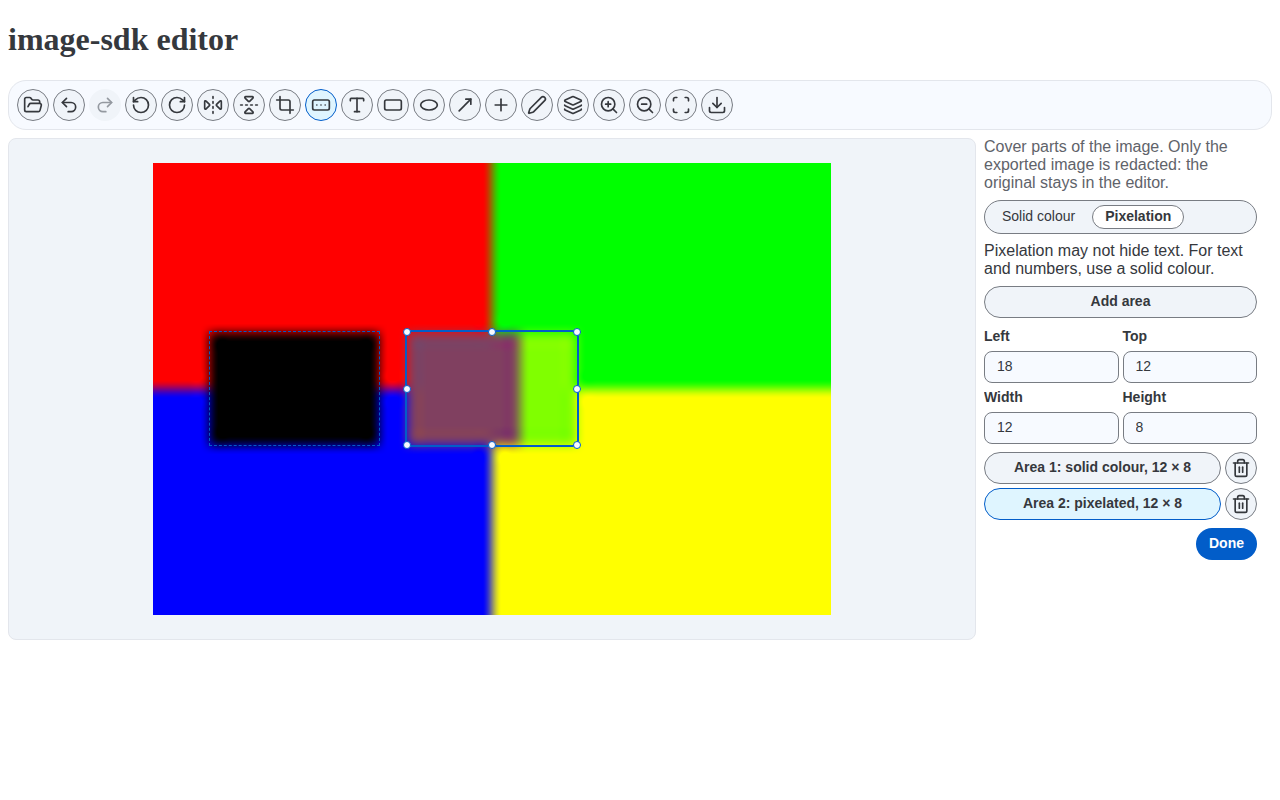 image-sdk editor
Cover parts of the image. Only the
exported image is redacted: the
original stays in the editor.
Solid colour Pixelation
Pixelation may not hide text. For text
and numbers, use a solid colour.
Add area
Left Top
18 12
Width Height
12 8
Area 1: solid colour, 12 × 8
Area 2: pixelated, 12 × 8
Done